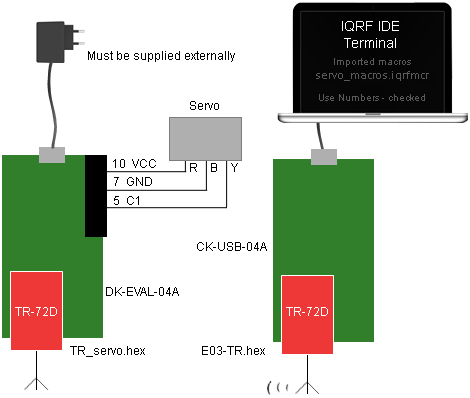 IQRF IDE
Terminal
Imported macros
servo_macros.iqrfmcr
Use Numbers - checked
Must be supplied externally
Servo
10 VCC
R B Y
7 GND
5 C1
CK-USB-04A
DK-EVAL-04A
TR-72D
TR-72D
TR_servo.hex
E03-TR.hex